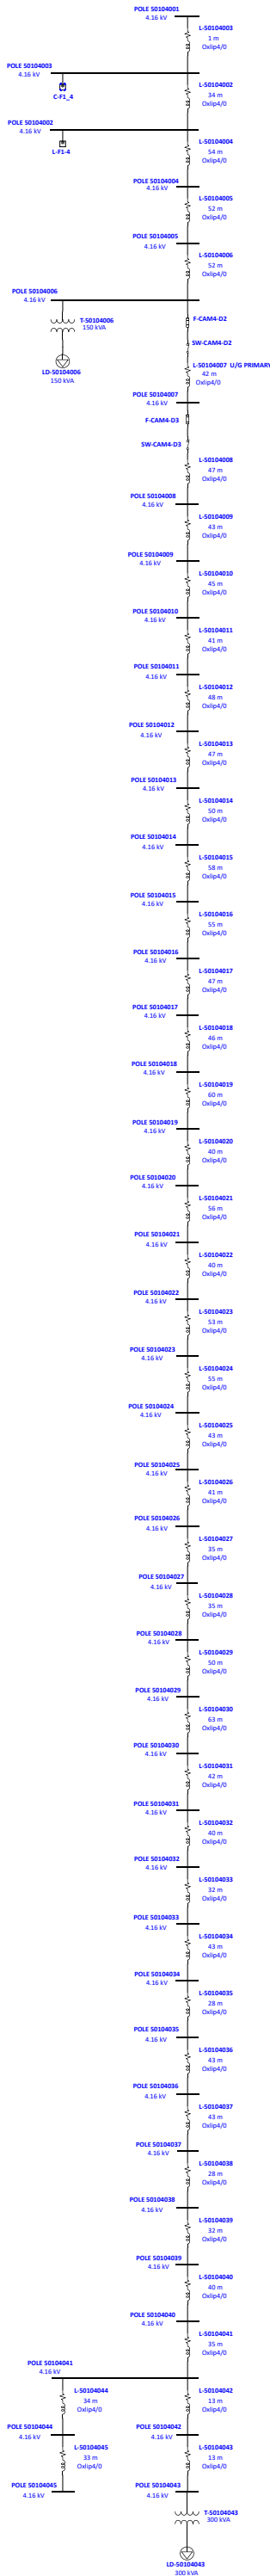 POLE 50104001
4.16 kV
L-50104003
1 m
Oxlip4/0
POLE 50104003
4.16 kV
C-F1_4
L-50104002
34 m
Oxlip4/0
POLE 50104002
4.16 kV
L-F1-4
L-50104004
54 m
Oxlip4/0
POLE 50104004
4.16 kV
L-50104005
52 m
Oxlip4/0
POLE 50104005
4.16 kV
L-50104006
52 m
Oxlip4/0
POLE 50104006
4.16 kV
T-50104006
150 kVA
LD-50104006
150 kVA
F-CAM4-D2
SW-CAM4-D2
L-50104007 U/G PRIMARY
42 m
Oxlip4/0
POLE 50104007
4.16 kV
F-CAM4-D3
SW-CAM4-D3
L-50104008
47 m
Oxlip4/0
POLE 50104008
4.16 kV
L-50104009
43 m
Oxlip4/0
POLE 50104009
4.16 kV
L-50104010
45 m
Oxlip4/0
POLE 50104010
4.16 kV
L-50104011
41 m
Oxlip4/0
POLE 50104011
4.16 kV
L-50104012
48 m
Oxlip4/0
POLE 50104012
4.16 kV
L-50104013
47 m
Oxlip4/0
POLE 50104013
4.16 kV
L-50104014
50 m
Oxlip4/0
POLE 50104014
4.16 kV
L-50104015
58 m
Oxlip4/0
POLE 50104015
4.16 kV
L-50104016
55 m
Oxlip4/0
POLE 50104016
4.16 kV
L-50104017
47 m
Oxlip4/0
POLE 50104017
4.16 kV
L-50104018
46 m
Oxlip4/0
POLE 50104018
4.16 kV
L-50104019
60 m
Oxlip4/0
POLE 50104019
4.16 kV
L-50104020
40 m
Oxlip4/0
POLE 50104020
4.16 kV
L-50104021
56 m
Oxlip4/0
POLE 50104021
4.16 kV
L-50104022
40 m
Oxlip4/0
POLE 50104022
4.16 kV
L-50104023
53 m
Oxlip4/0
POLE 50104023
4.16 kV
L-50104024
55 m
Oxlip4/0
POLE 50104024
4.16 kV
L-50104025
43 m
Oxlip4/0
POLE 50104025
4.16 kV
L-50104026
41 m
Oxlip4/0
POLE 50104026
4.16 kV
L-50104027
35 m
Oxlip4/0
POLE 50104027
4.16 kV
L-50104028
35 m
Oxlip4/0
POLE 50104028
4.16 kV
L-50104029
50 m
Oxlip4/0
POLE 50104029
4.16 kV
L-50104030
63 m
Oxlip4/0
POLE 50104030
4.16 kV
L-50104031
42 m
Oxlip4/0
POLE 50104031
4.16 kV
L-50104032
40 m
Oxlip4/0
POLE 50104032
4.16 kV
L-50104033
32 m
Oxlip4/0
POLE 50104033
4.16 kV
L-50104034
43 m
Oxlip4/0
POLE 50104034
4.16 kV
L-50104035
28 m
Oxlip4/0
POLE 50104035
4.16 kV
L-50104036
43 m
Oxlip4/0
POLE 50104036
4.16 kV
L-50104037
43 m
Oxlip4/0
POLE 50104037
4.16 kV
L-50104038
28 m
Oxlip4/0
POLE 50104038
4.16 kV
L-50104039
32 m
Oxlip4/0
POLE 50104039
4.16 kV
L-50104040
40 m
Oxlip4/0
POLE 50104040
4.16 kV
L-50104041
35 m
Oxlip4/0
POLE 50104041
4.16 kV
L-50104044
34 m
Oxlip4/0
L-50104042
13 m
Oxlip4/0
POLE 50104044
4.16 kV
POLE 50104042
4.16 kV
L-50104045
33 m
Oxlip4/0
L-50104043
13 m
Oxlip4/0
POLE 50104045
4.16 kV
POLE 50104043
4.16 kV
T-50104043
300 kVA
LD-50104043
300 kVA